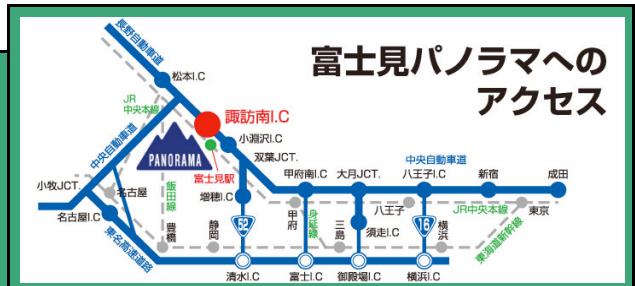 富士見パノラマへの
アクセス
長野自動車道
松本I.C
JR
中央本線
諏訪南I.C
小淵沢I.C
中央自動車道
PANORAMA
富士見駅
双葉JCT.
甲府南I.C
大月JCT.
中央自動車道
八王子I.C
新宿
成田
小牧JCT.
名古屋
飯田線
増穂I.C
甲府
身延線
八王子
JR中央本線
東京
名古屋I.C
東名高速道路
豊橋
静岡
52
三島
須走I.C
16
横浜
東海道新幹線
清水I.C
富士I.C
御殿場I.C
横浜I.C